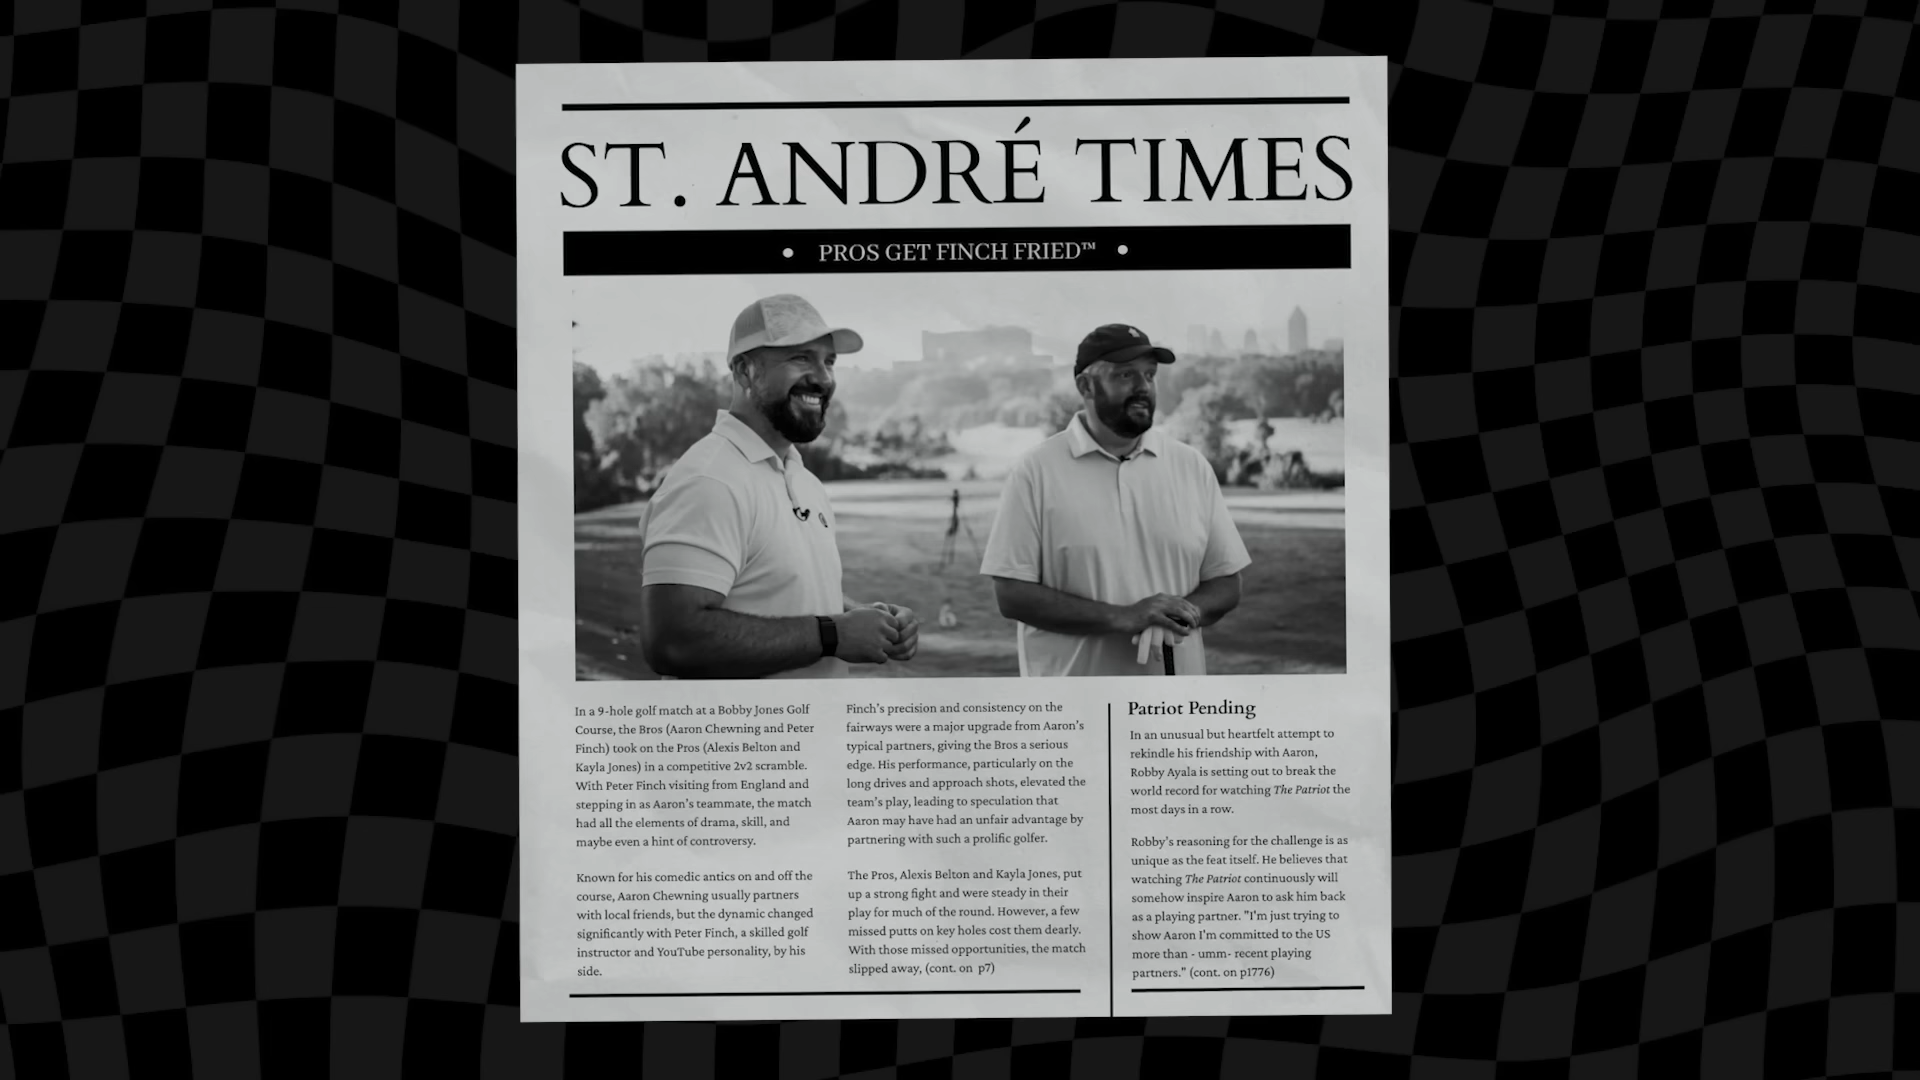 ST. ANDRÉ TIMES
• PROS GET FINCH FRIED™ •
In a 9-hole golf match at a Bobby Jones Golf
Course, the Bros (Aaron Chewning and Peter
Finch) took on the Pros (Alexis Belton and
Kayla Jones) in a competitive 2v2 scramble.
With Peter Finch visiting from England and
stepping in as Aaron's teammate, the match
had all the elements of drama, skill, and
maybe even a hint of controversy.
Known for his comedic antics on and off the
course, Aaron Chewning usually partners
with local friends, but the dynamic changed
significantly with Peter Finch, a skilled golf
instructor and YouTube personality, by his
side.
Finch's precision and consistency on the
fairways were a major upgrade from Aaron's
typical partners, giving the Bros a serious
edge. His performance, particularly on the
long drives and approach shots, elevated the
team's play, leading to speculation that
Aaron may have had an unfair advantage by
partnering with such a prolific golfer.
The Pros, Alexis Belton and Kayla Jones, put
up a strong fight and were steady in their
play for much of the round. However, a few
missed putts on key holes cost them dearly.
With those missed opportunities, the match
slipped away, (cont. on p7)
Patriot Pending
In an unusual but heartfelt attempt to
rekindle his friendship with Aaron,
Robby Ayala is setting out to break the
world record for watching The Patriot the
most days in a row.
Robby's reasoning for the challenge is as
unique as the feat itself. He believes that
watching The Patriot continuously will
somehow inspire Aaron to ask him back
as a playing partner. "I'm just trying to
show Aaron I'm committed to the US
more than - umm- recent playing
partners." (cont. on p1776)